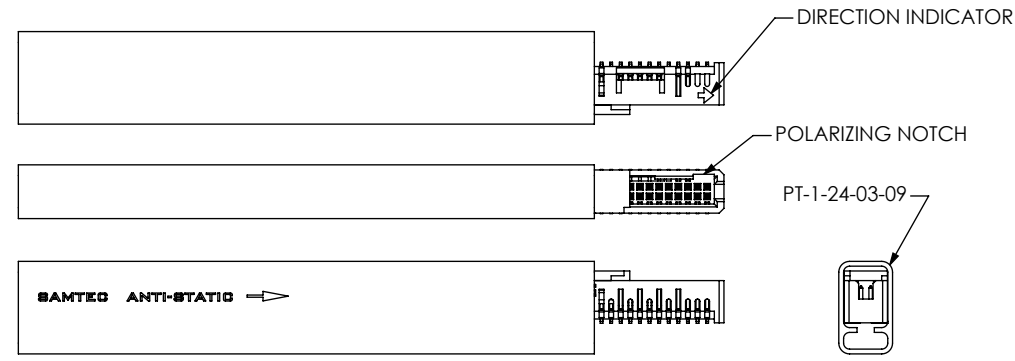 DIRECTION INDICATOR
POLARIZING NOTCH
PT-1-24-03-09
SAMTEC ANTI-STATIC